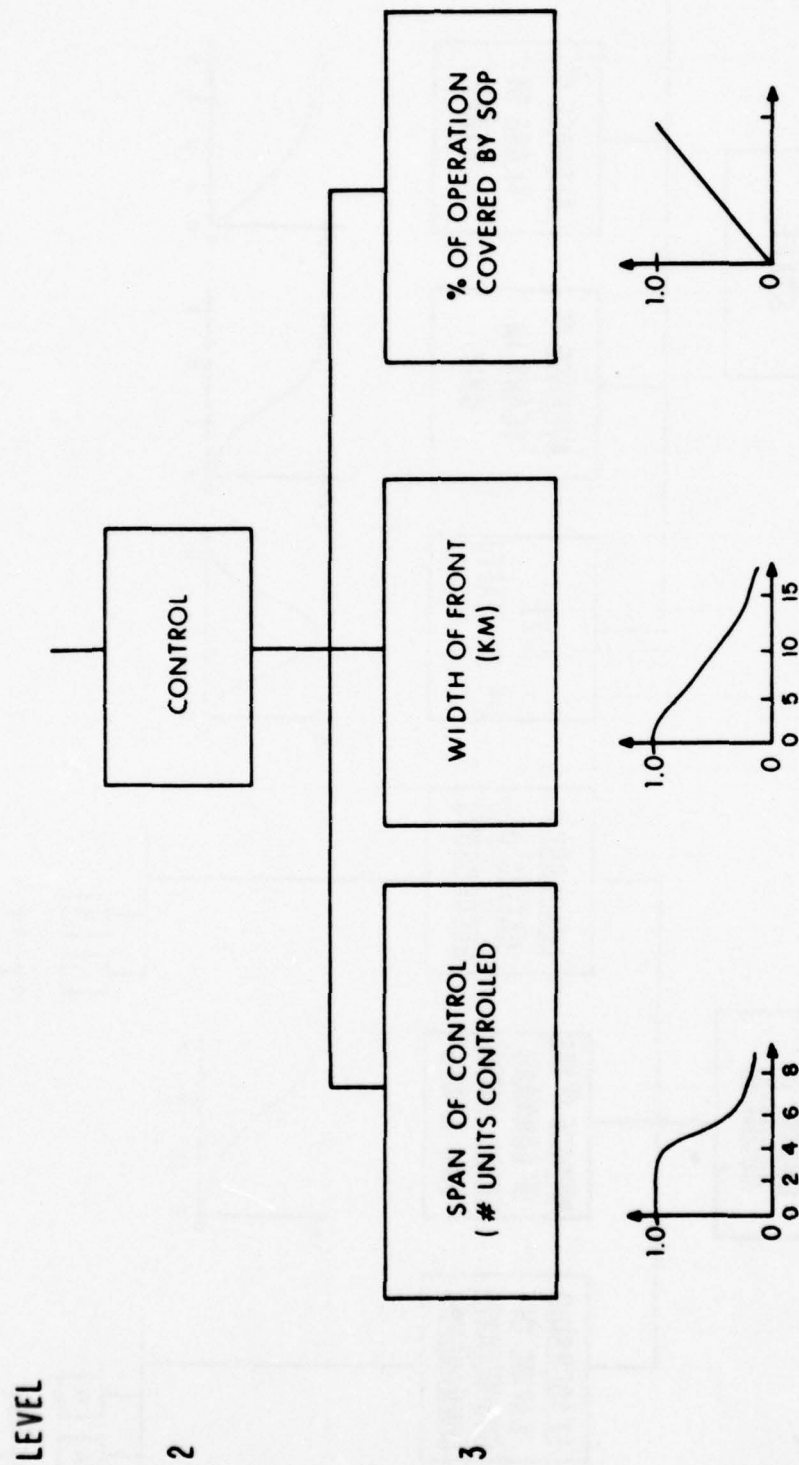 LEVEL
2
CONTROL
3
SPAN OF CONTROL
( # UNITS CONTROLLED
WIDTH OF FRONT
(KM)
% OF OPERATION
COVERED BY SOP
1.0
0
0 2 4 6 8
1.0
0
0 5 10 15
1.0
0
0